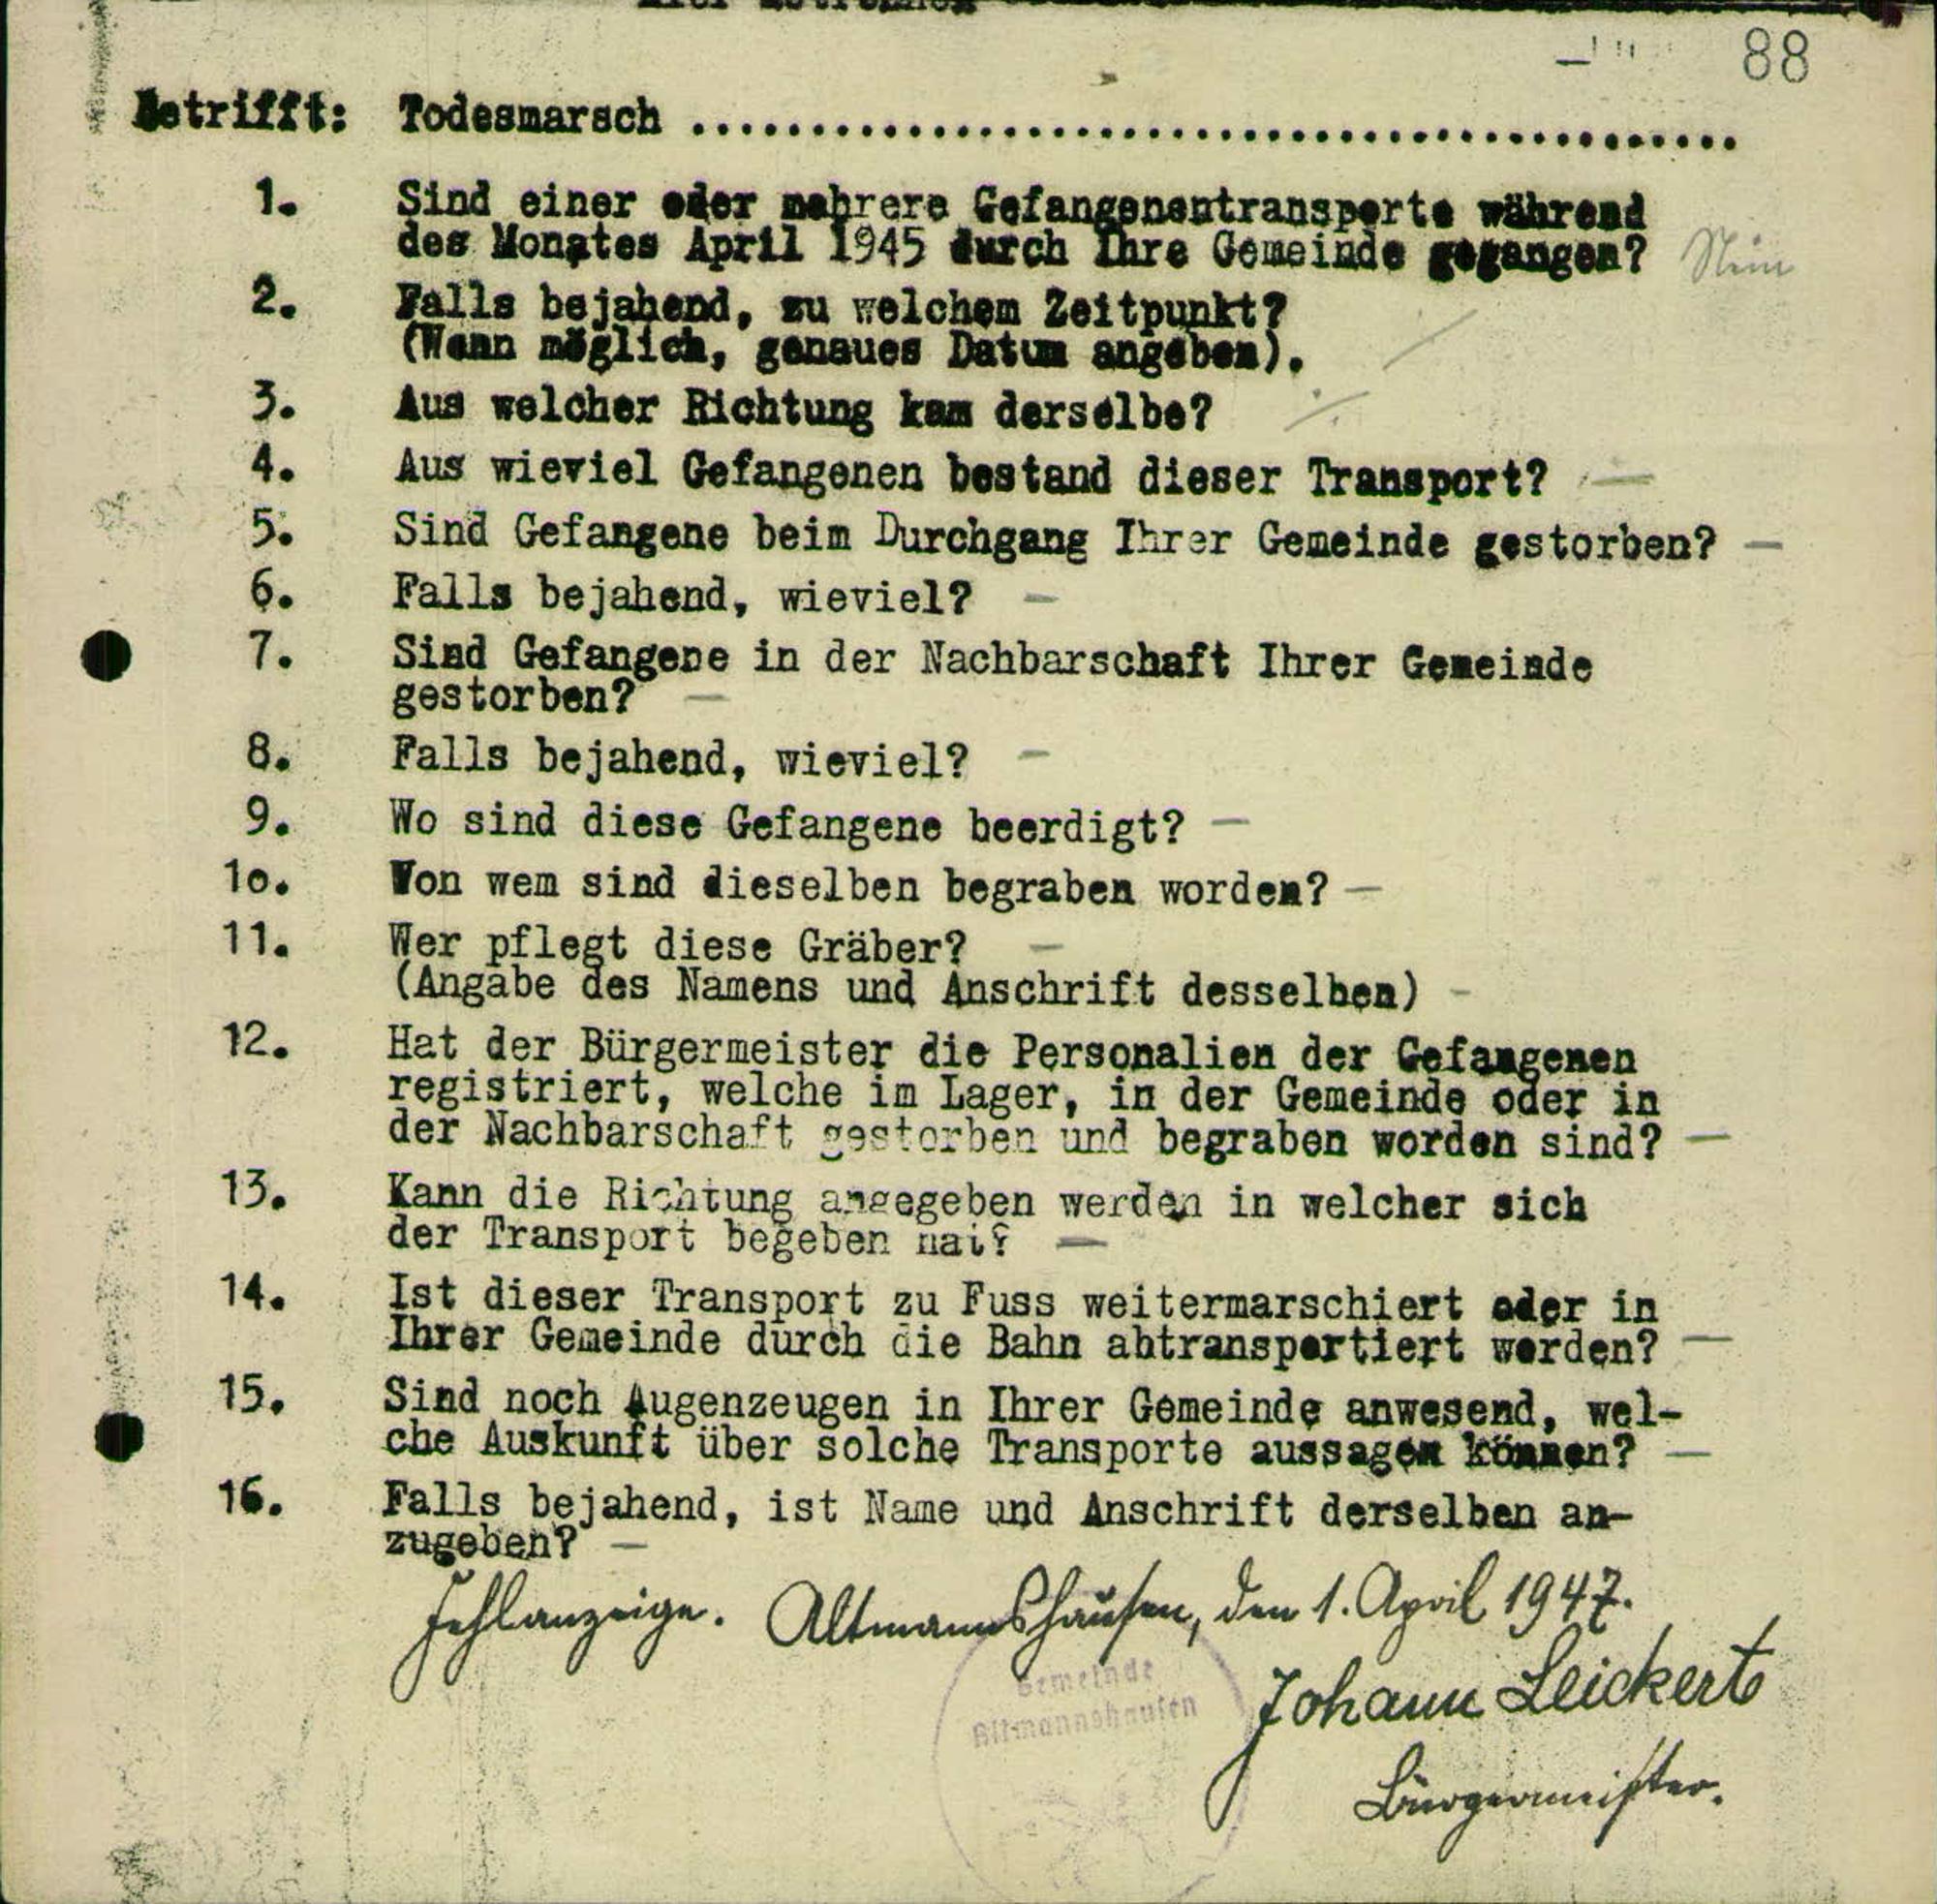 88
Betrifft: Todesmarsch ............................................
1. Sind einer oder mehrere Gefangenentransporte während
des Monates April 1945 durch Ihre Gemeinde gegangen? Nein
2. Falls bejahend, zu welchem Zeitpunkt?
(Wenn möglich, genaues Datum angeben). /
3. Aus welcher Richtung kam derselbe? ⁒
4. Aus wieviel Gefangenen bestand dieser Transport? —
5. Sind Gefangene beim Durchgang Ihrer Gemeinde gestorben? —
6. Falls bejahend, wieviel? —
7. Sind Gefangene in der Nachbarschaft Ihrer Gemeinde
gestorben? —
8. Falls bejahend, wieviel? —
9. Wo sind diese Gefangene beerdigt? —
1o. Von wem sind dieselben begraben worden? —
11. Wer pflegt diese Gräber? —
(Angabe des Namens und Anschrift desselben) -
12. Hat der Bürgermeister die Personalien der Gefangenen
registriert, welche im Lager, in der Gemeinde oder in
der Nachbarschaft gestorben und begraben worden sind? —
13. Kann die Richtung angegeben werden in welcher sich
der Transport begeben hat? —
14. Ist dieser Transport zu Fuss weitermarschiert oder in
Ihrer Gemeinde durch die Bahn abtransportiert worden? —
15. Sind noch Augenzeugen in Ihrer Gemeinde anwesend, wel-
che Auskunft über solche Transporte aussagen können? —
16. Falls bejahend, ist Name und Anschrift derselben an-
zugeben? —
Fehlanzeige. Altmannshausen, den 1. April 1947.
Gemeinde
Altmannshausen
Johann Leickert
Bürgermeister.